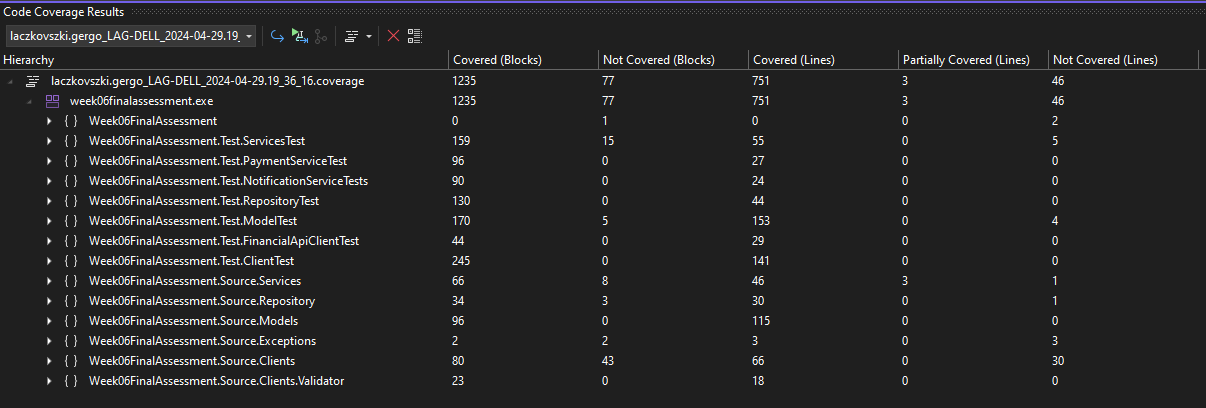 Code Coverage Results
laczkovszki.gergo_LAG-DELL_2024-04-29.19_
Hierarchy Covered (Blocks) Not Covered (Blocks) Covered (Lines) Partially Covered (Lines) Not Covered (Lines)
laczkovszki.gergo_LAG-DELL_2024-04-29.19_36_16.coverage 1235 77 751 3 46
week06finalassessment.exe 1235 77 751 3 46
{ } Week06FinalAssessment 0 1 0 0 2
{ } Week06FinalAssessment.Test.ServicesTest 159 15 55 0 5
{ } Week06FinalAssessment.Test.PaymentServiceTest 96 0 27 0 0
{ } Week06FinalAssessment.Test.NotificationServiceTests 90 0 24 0 0
{ } Week06FinalAssessment.Test.RepositoryTest 130 0 44 0 0
{ } Week06FinalAssessment.Test.ModelTest 170 5 153 0 4
{ } Week06FinalAssessment.Test.FinancialApiClientTest 44 0 29 0 0
{ } Week06FinalAssessment.Test.ClientTest 245 0 141 0 0
{ } Week06FinalAssessment.Source.Services 66 8 46 3 1
{ } Week06FinalAssessment.Source.Repository 34 3 30 0 1
{ } Week06FinalAssessment.Source.Models 96 0 115 0 0
{ } Week06FinalAssessment.Source.Exceptions 2 2 3 0 3
{ } Week06FinalAssessment.Source.Clients 80 43 66 0 30
{ } Week06FinalAssessment.Source.Clients.Validator 23 0 18 0 0